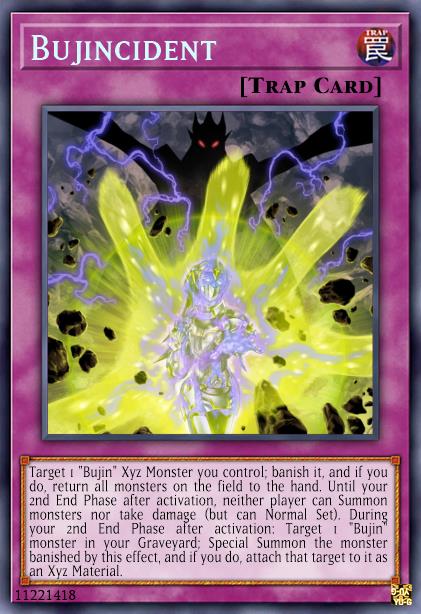 Bujincident
TRAP
罠
[Trap Card]
Target 1 "Bujin" Xyz Monster you control; banish it, and if you
do, return all monsters on the field to the hand. Until your
2nd End Phase after activation, neither player can Summon
monsters nor take damage (but can Normal Set). During
your 2nd End Phase after activation: Target 1 "Bujin"
monster in your Graveyard; Special Summon the monster
banished by this effect, and if you do, attach that target to it as
an Xyz Material.
11221418